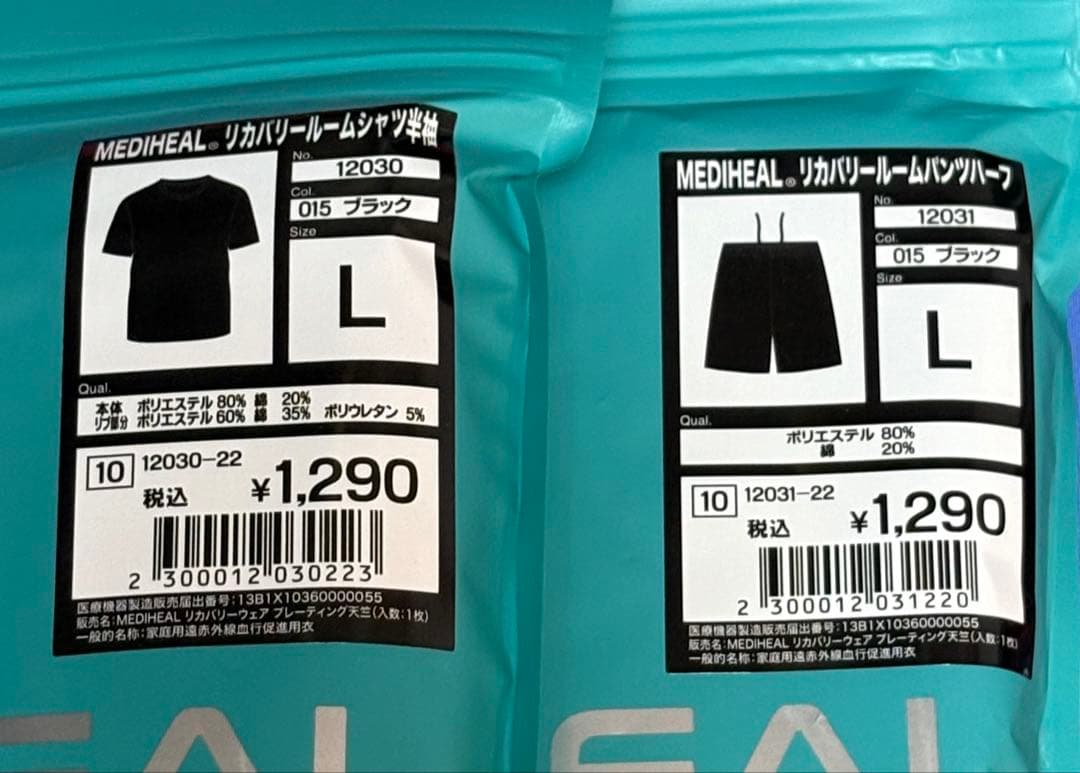 MEDIHEAL® リカバリールームシャツ半袖
No.
12030
Col.
015 ブラック
Size
L
Qual.
本体 ポリエステル 80% 綿 20%
リブ部分 ポリエステル 60% 綿 35% ポリウレタン 5%
10 12030-22
税込 ¥1,290
2 300012 030223
医療機器製造販売届出番号:13B1X10360000055
販売名:MEDIHEAL リカバリーウェア プレーティング天竺(入数:1枚)
一般的名称:家庭用遠赤外線血行促進用衣
MEDIHEAL® リカバリールームパンツハーフ
No.
12031
Col.
015 ブラック
Size
L
Qual.
ポリエステル 80%
綿 20%
10 12031-22
税込 ¥1,290
2 300012 031220
医療機器製造販売届出番号:13B1X10360000055
販売名:MEDIHEAL リカバリーウェア プレーティング天竺(入数:1枚)
一般的名称:家庭用遠赤外線血行促進用衣
EAL
EAL